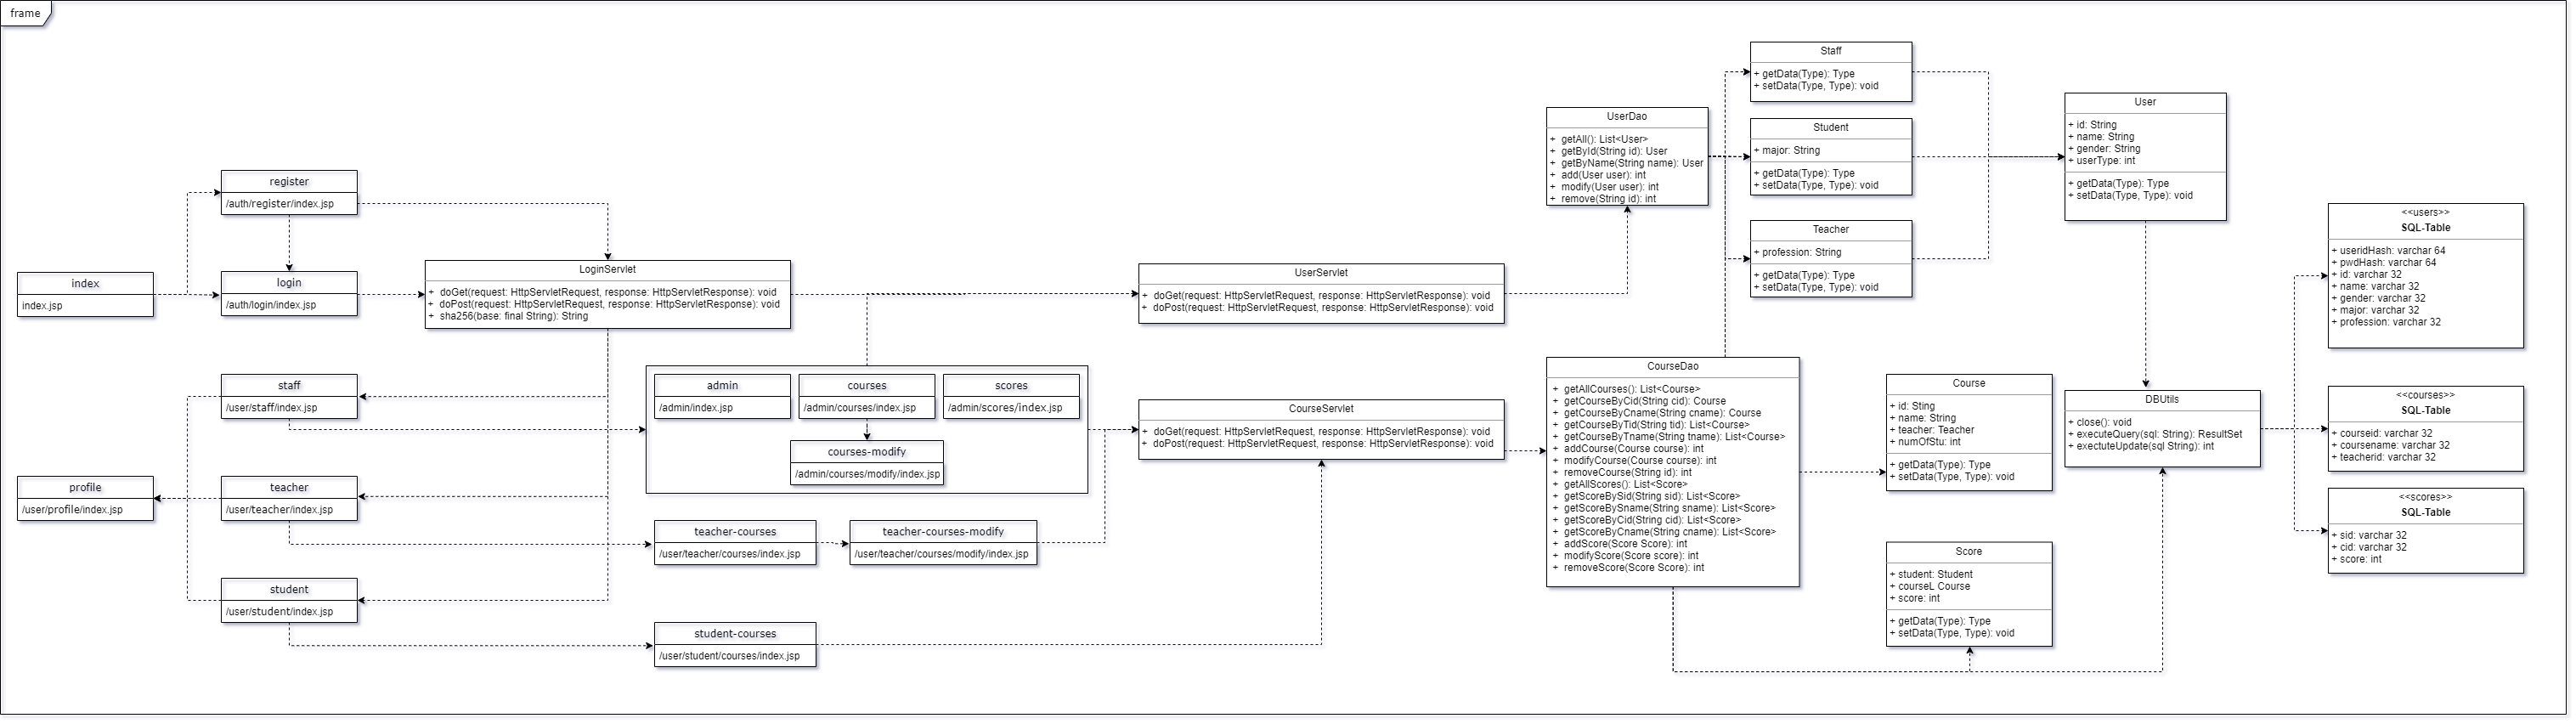 frame
register
/auth/register/index.jsp
index
index.jsp
login
/auth/login/index.jsp
LoginServlet
+ doGet(request: HttpServletRequest, response: HttpServletResponse): void
+ doPost(request: HttpServletRequest, response: HttpServletResponse): void
+ sha256(base: final String): String
staff
/user/staff/index.jsp
profile
/user/profile/index.jsp
teacher
/user/teacher/index.jsp
student
/user/student/index.jsp
admin
/admin/index.jsp
courses
/admin/courses/index.jsp
scores
/admin/scores/index.jsp
courses-modify
/admin/courses/modify/index.jsp
teacher-courses
/user/teacher/courses/index.jsp
teacher-courses-modify
/user/teacher/courses/modify/index.jsp
student-courses
/user/student/courses/index.jsp
UserServlet
+ doGet(request: HttpServletRequest, response: HttpServletResponse): void
+ doPost(request: HttpServletRequest, response: HttpServletResponse): void
CourseServlet
+ doGet(request: HttpServletRequest, response: HttpServletResponse): void
+ doPost(request: HttpServletRequest, response: HttpServletResponse): void
UserDao
+ getAll(): List<User>
+ getById(String id): User
+ getByName(String name): User
+ add(User user): int
+ modify(User user): int
+ remove(String id): int
CourseDao
+ getAllCourses(): List<Course>
+ getCourseByCid(String cid): Course
+ getCourseByCname(String cname): Course
+ getCourseByTid(String tid): List<Course>
+ getCourseByTname(String tname): List<Course>
+ addCourse(Course course): int
+ modifyCourse(Course course): int
+ removeCourse(String id): int
+ getAllScores(): List<Score>
+ getScoreBySid(String sid): List<Score>
+ getScoreBySname(String sname): List<Score>
+ getScoreByCid(String cid): List<Score>
+ getScoreByCname(String cname): List<Score>
+ addScore(Score Score): int
+ modifyScore(Score score): int
+ removeScore(Score Score): int
Staff
+ getData(Type): Type
+ setData(Type, Type): void
Student
+ major: String
+ getData(Type): Type
+ setData(Type, Type): void
Teacher
+ profession: String
+ getData(Type): Type
+ setData(Type, Type): void
Course
+ id: Sting
+ name: String
+ teacher: Teacher
+ numOfStu: int
+ getData(Type): Type
+ setData(Type, Type): void
Score
+ student: Student
+ courseL Course
+ score: int
+ getData(Type): Type
+ setData(Type, Type): void
User
+ id: String
+ name: String
+ gender: String
+ userType: int
+ getData(Type): Type
+ setData(Type, Type): void
DBUtils
+ close(): void
+ executeQuery(sql: String): ResultSet
+ exectuteUpdate(sql String): int
<<users>>
SQL-Table
+ useridHash: varchar 64
+ pwdHash: varchar 64
+ id: varchar 32
+ name: varchar 32
+ gender: varchar 32
+ major: varchar 32
+ profession: varchar 32
<<courses>>
SQL-Table
+ courseid: varchar 32
+ coursename: varchar 32
+ teacherid: varchar 32
<<scores>>
SQL-Table
+ sid: varchar 32
+ cid: varchar 32
+ score: int